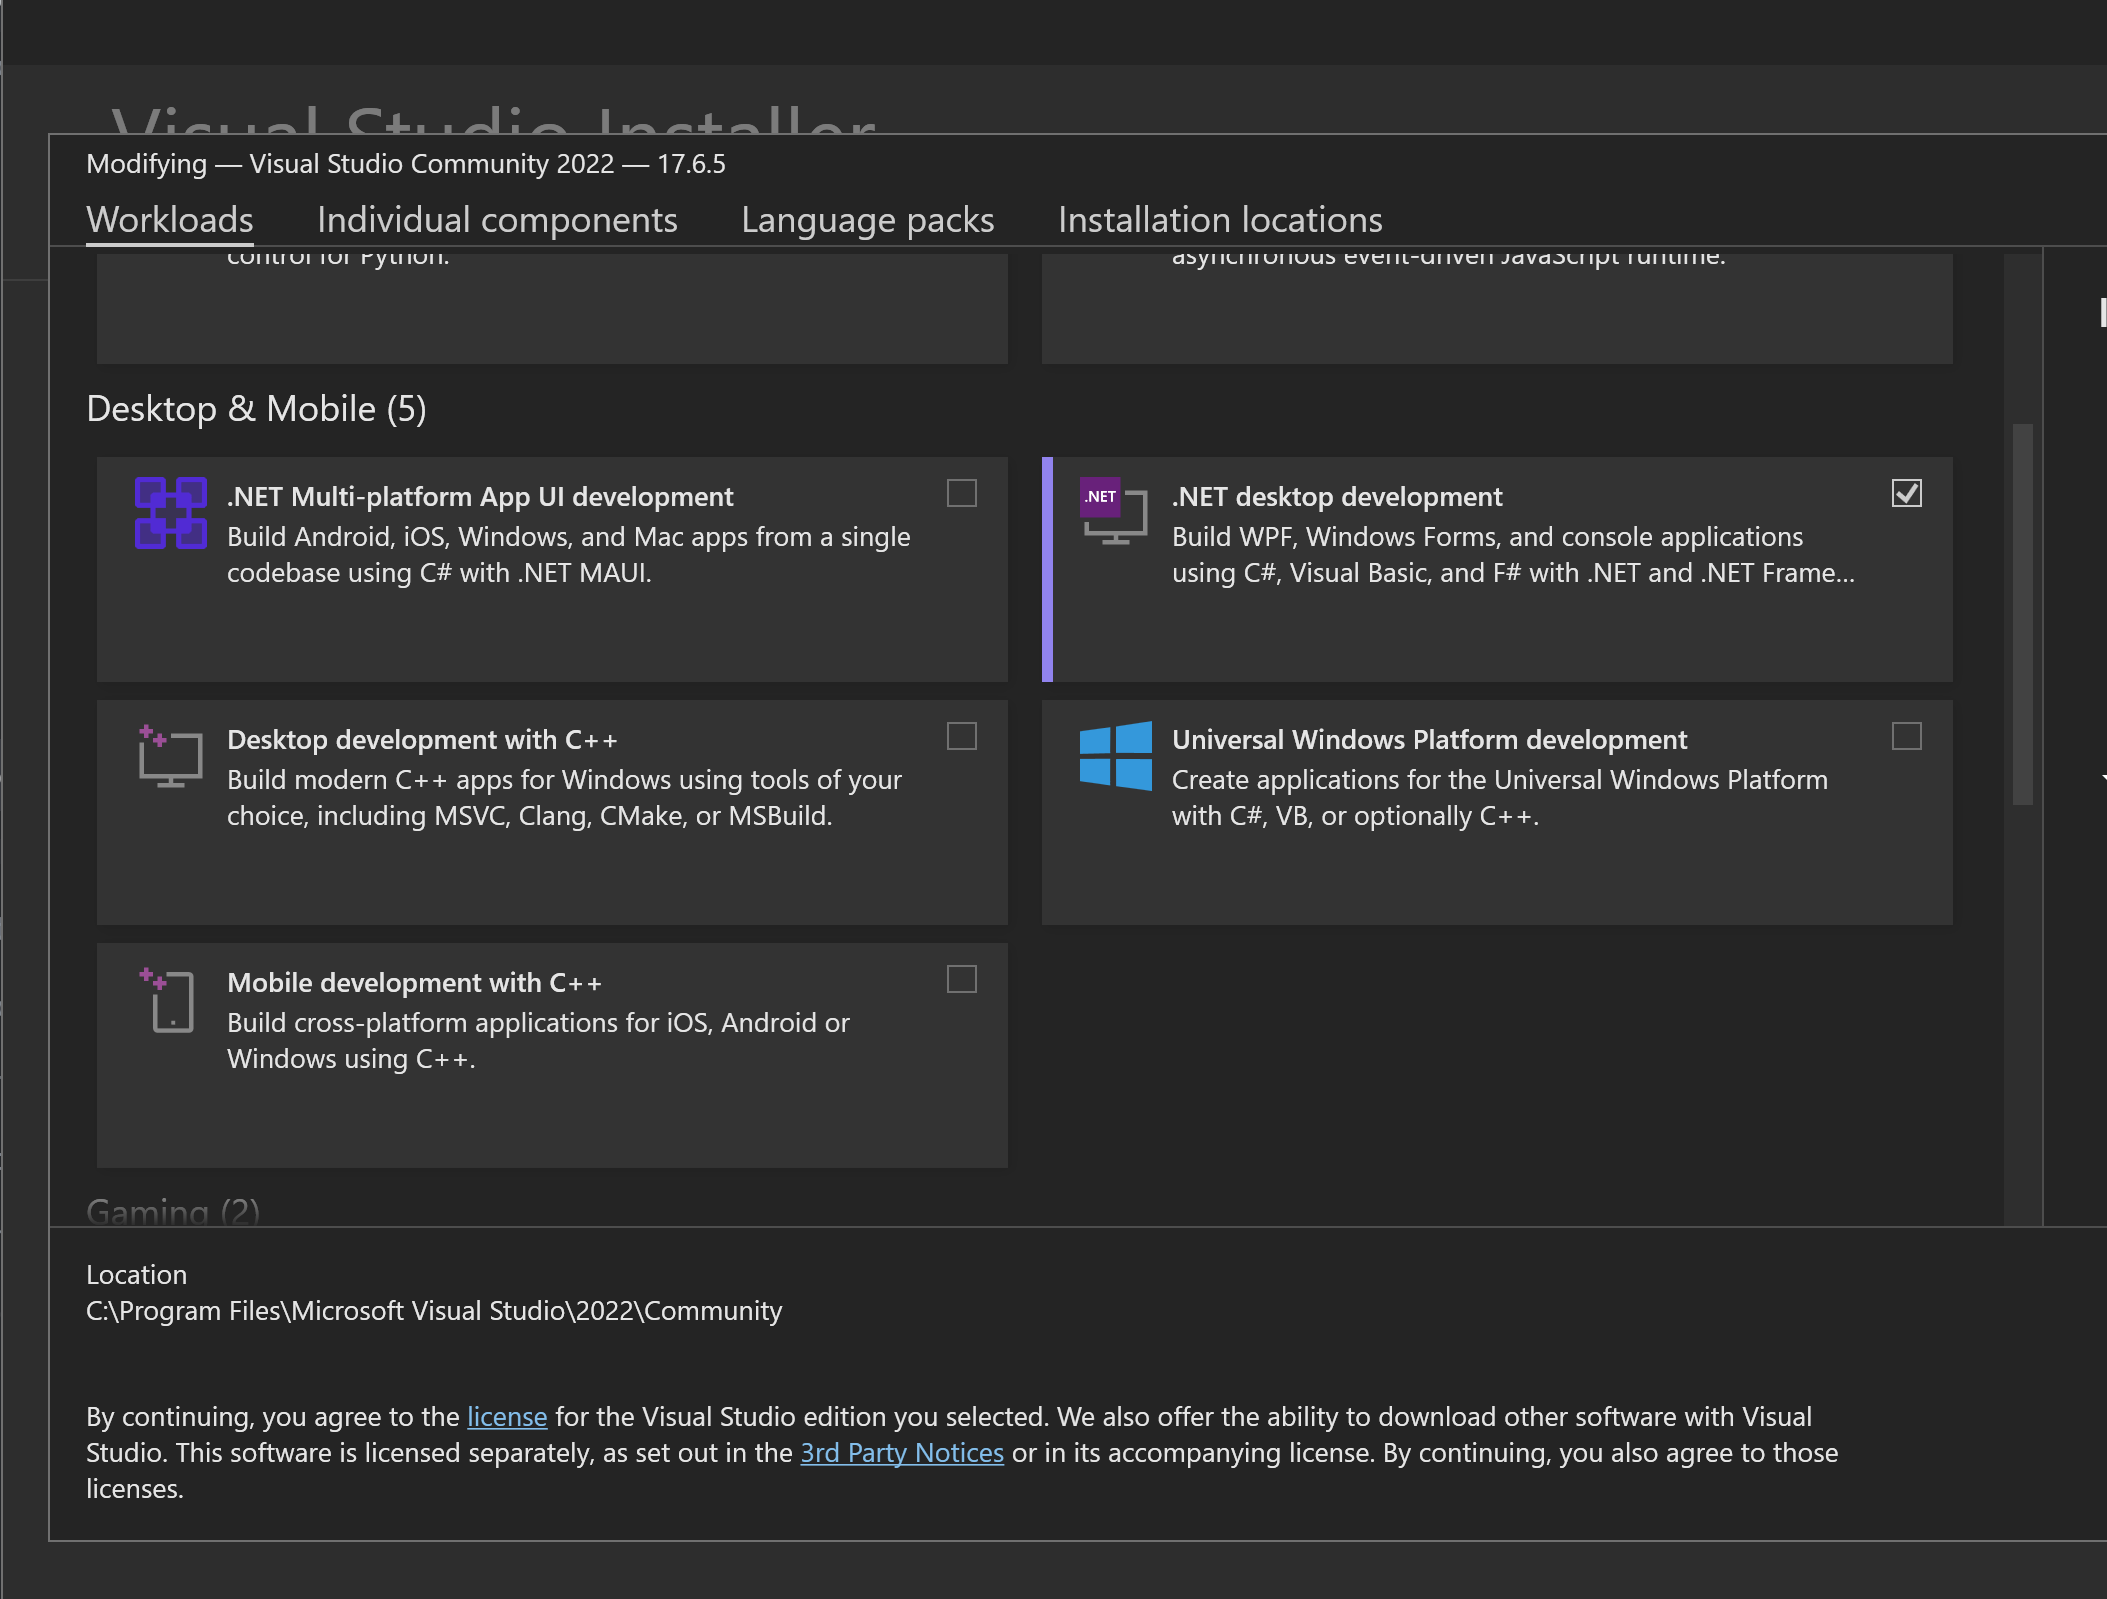 Visual Studio Installer
Modifying — Visual Studio Community 2022 — 17.6.5
Workloads Individual components Language packs Installation locations
control for Python.
asynchronous event-driven JavaScript runtime.
Desktop & Mobile (5)
.NET Multi-platform App UI development
Build Android, iOS, Windows, and Mac apps from a single
codebase using C# with .NET MAUI.
.NET
.NET desktop development
Build WPF, Windows Forms, and console applications
using C#, Visual Basic, and F# with .NET and .NET Frame...
Desktop development with C++
Build modern C++ apps for Windows using tools of your
choice, including MSVC, Clang, CMake, or MSBuild.
Universal Windows Platform development
Create applications for the Universal Windows Platform
with C#, VB, or optionally C++.
Mobile development with C++
Build cross-platform applications for iOS, Android or
Windows using C++.
Gaming (2)
Location
C:\Program Files\Microsoft Visual Studio\2022\Community
By continuing, you agree to the license for the Visual Studio edition you selected. We also offer the ability to download other software with Visual
Studio. This software is licensed separately, as set out in the 3rd Party Notices or in its accompanying license. By continuing, you also agree to those
licenses.